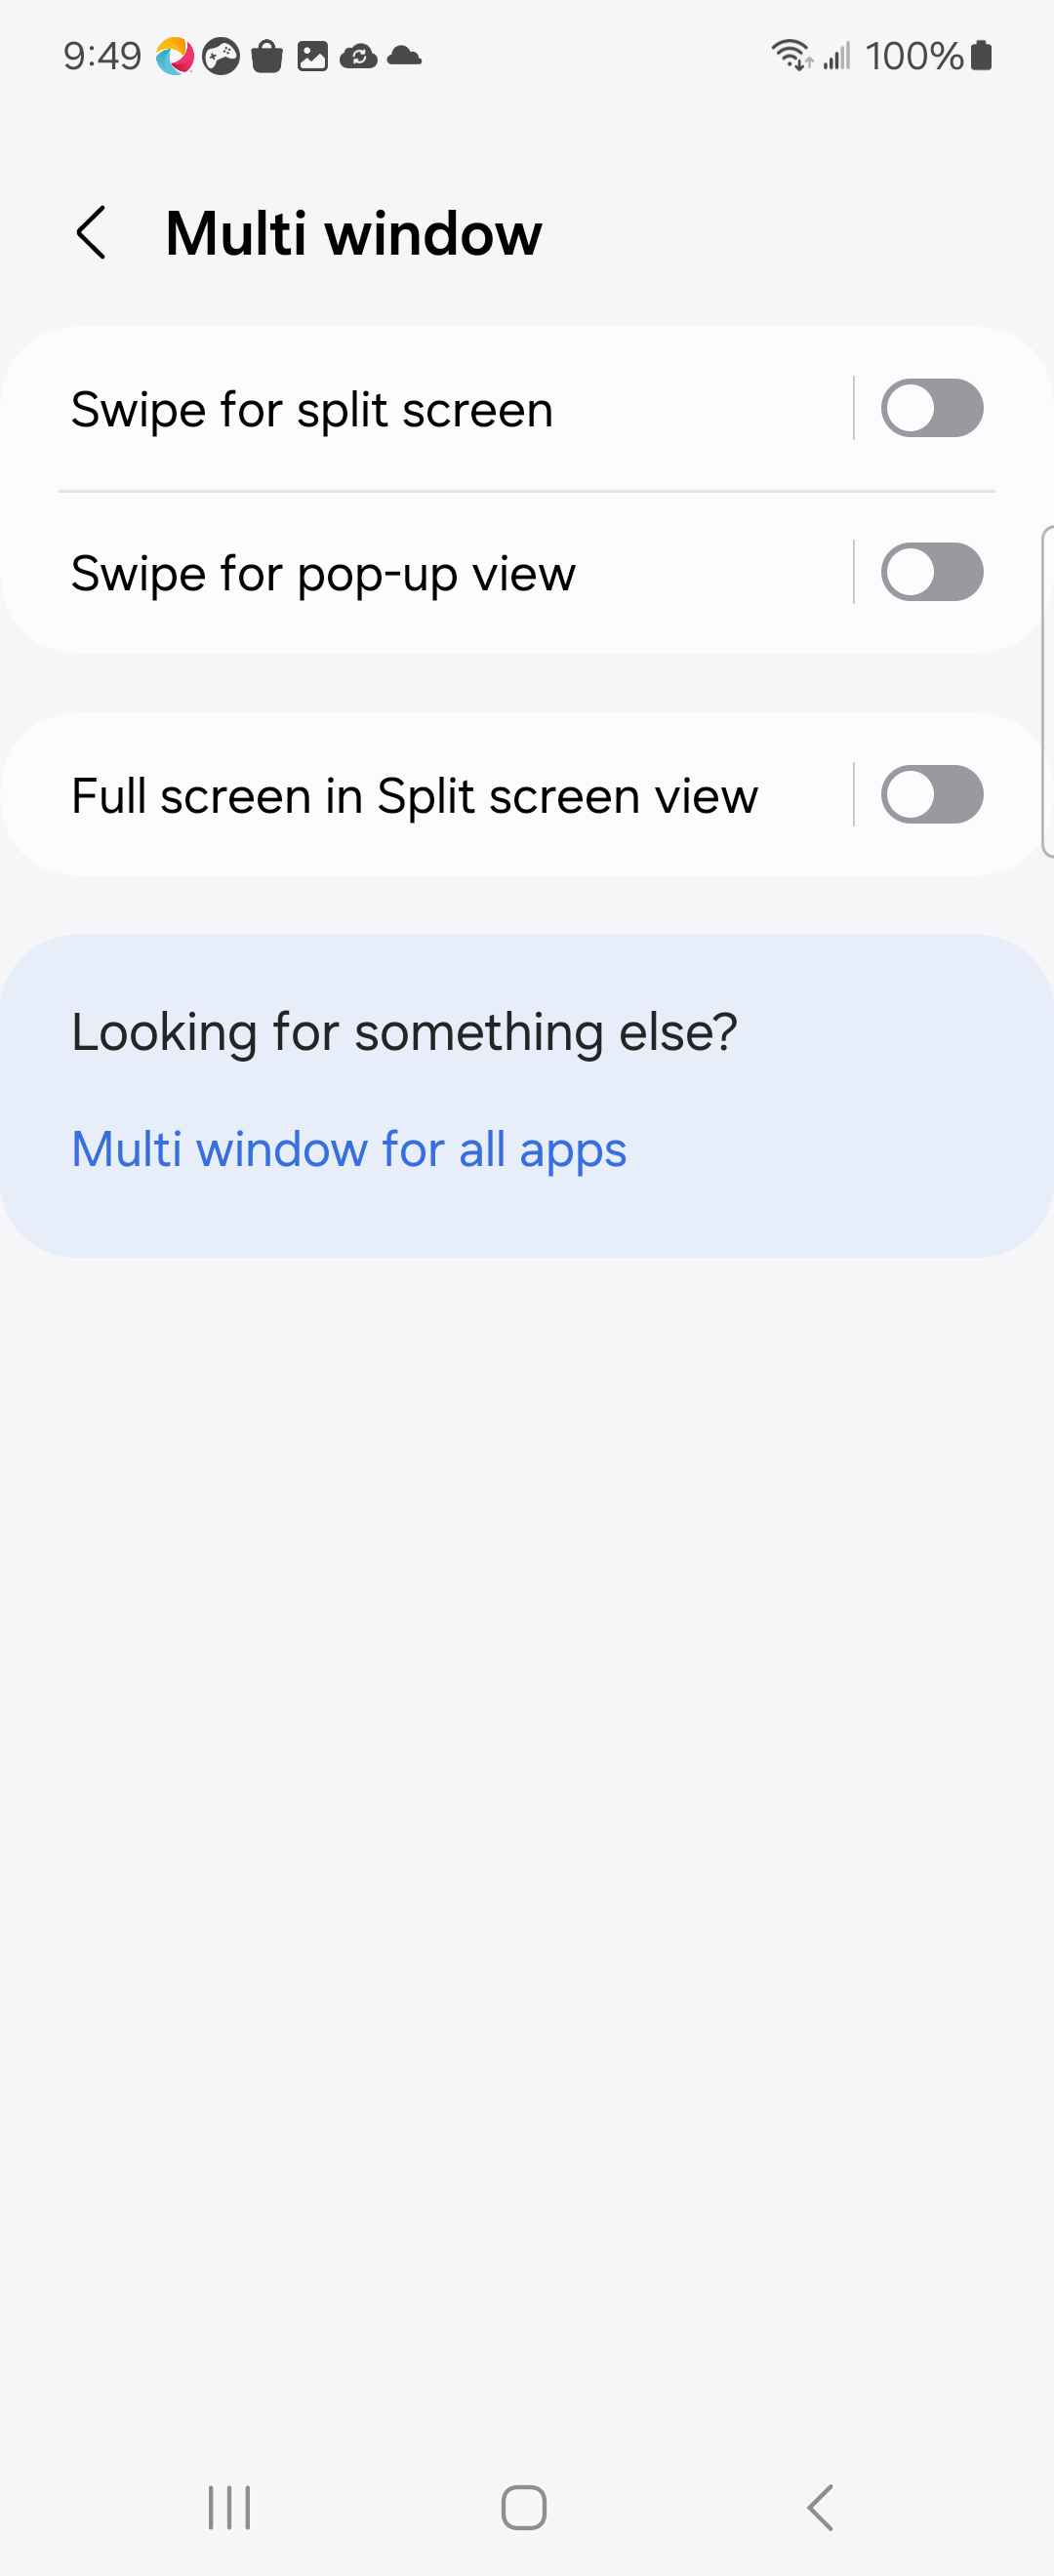 9:49 100%
Multi window
Swipe for split screen
Swipe for pop-up view
Full screen in Split screen view
Looking for something else?
Multi window for all apps